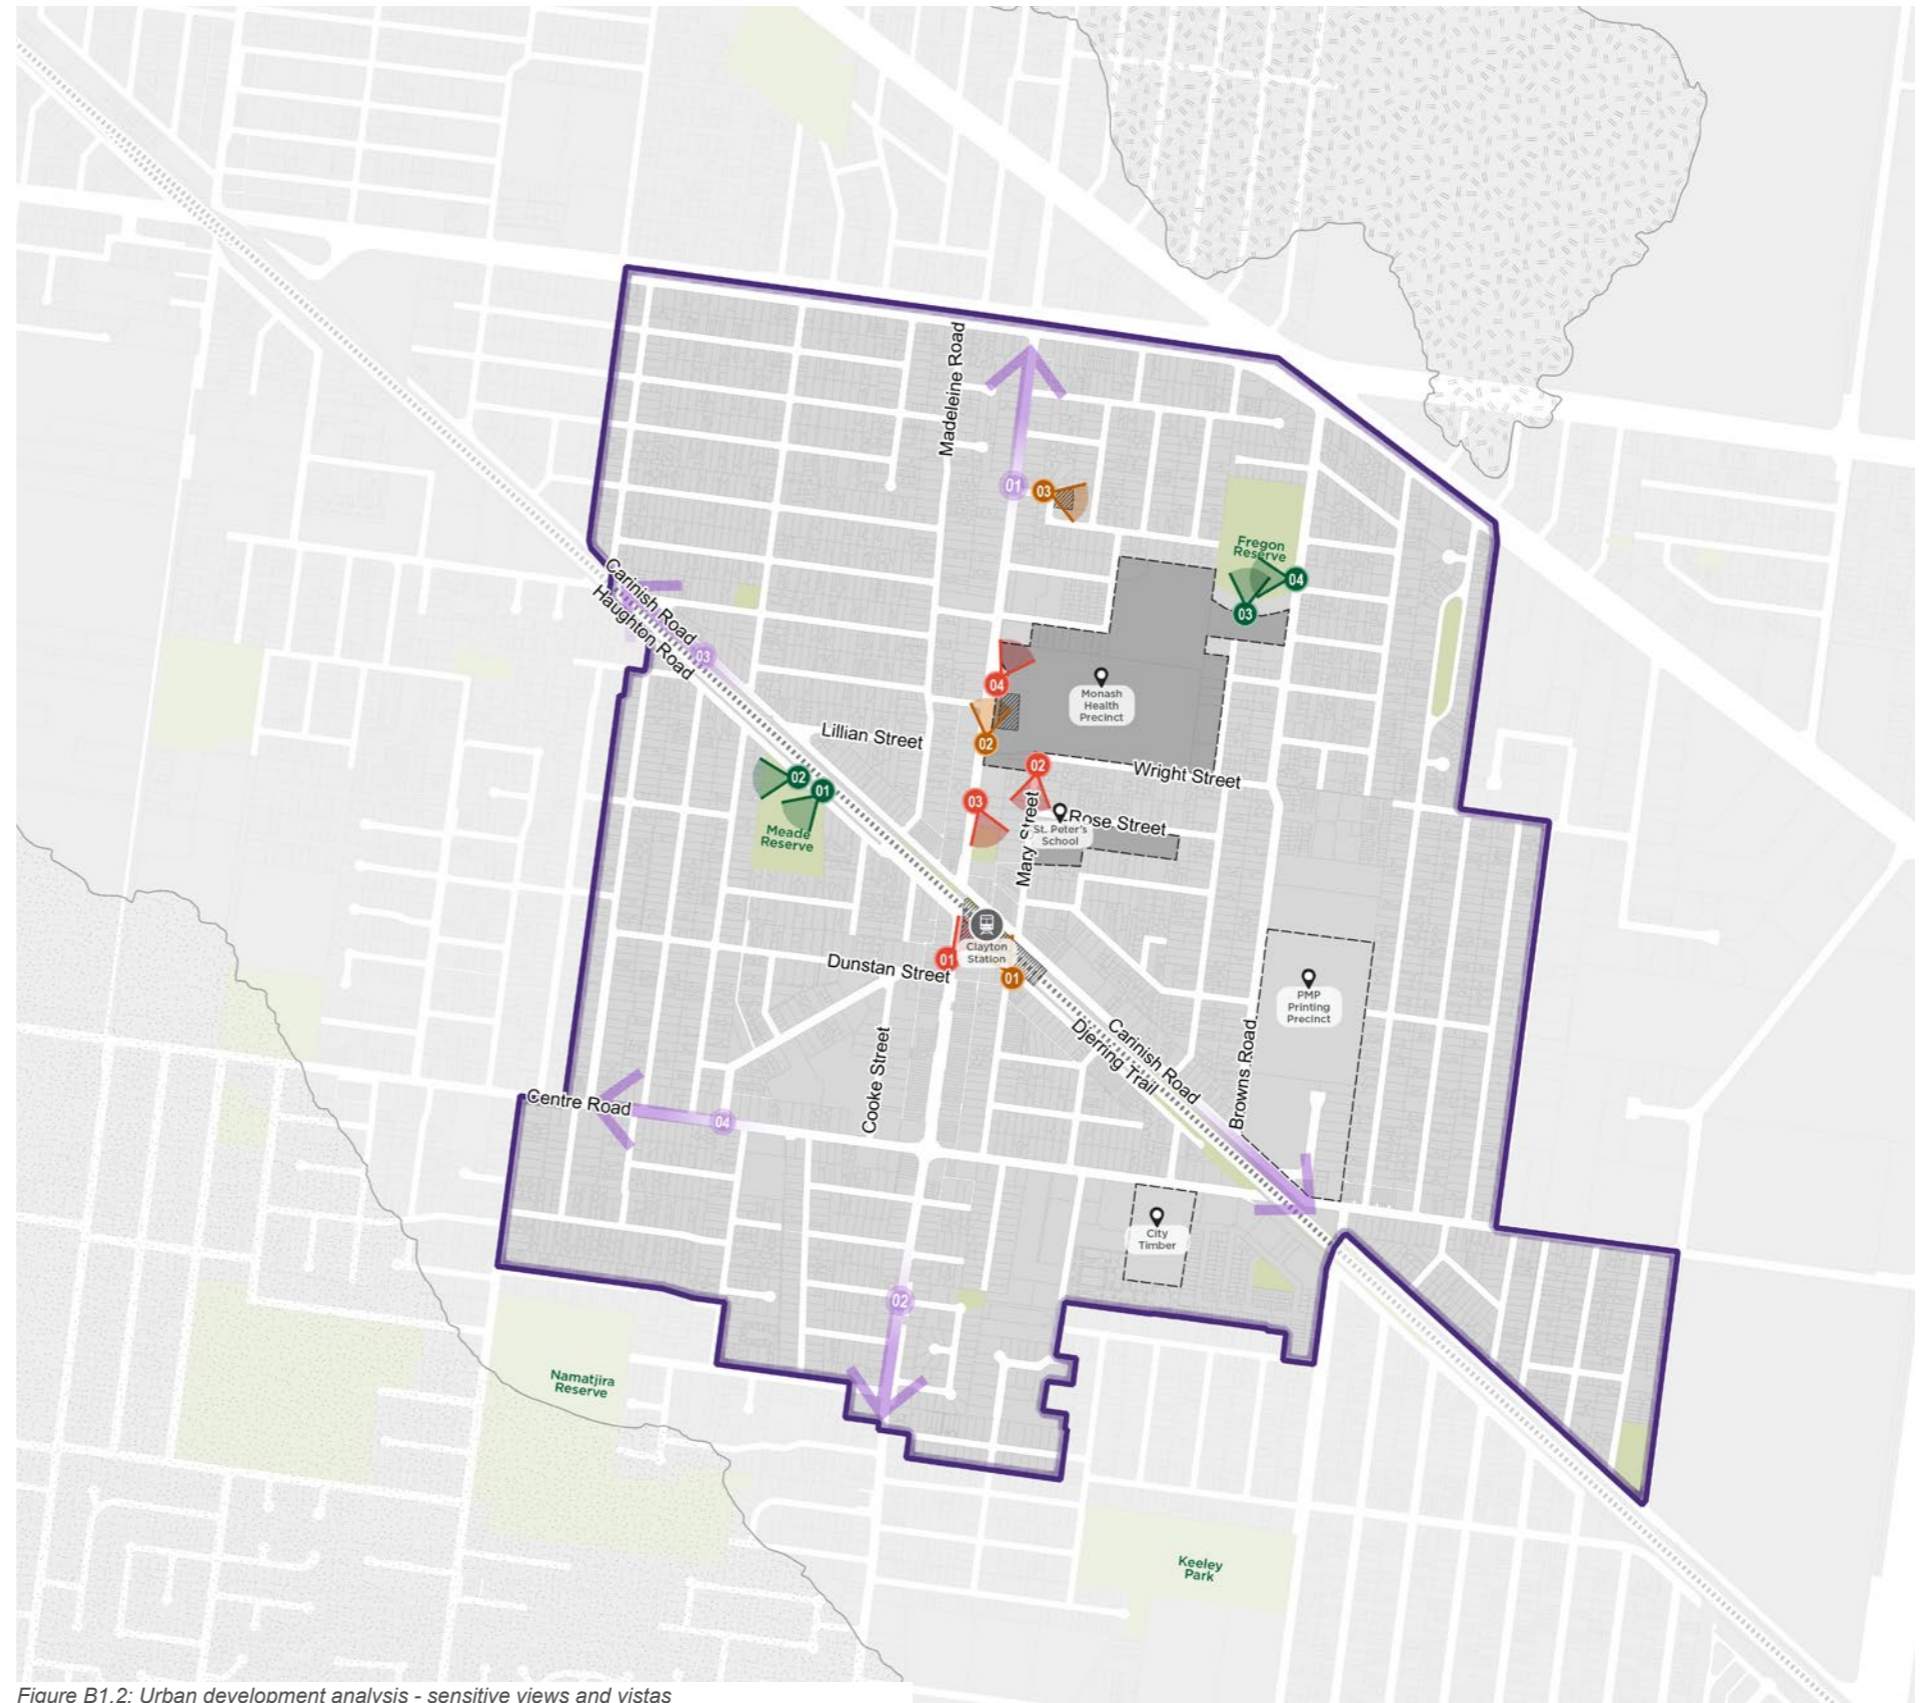 Madeleine Road
01
03
Fregon
Reserve
04
03
Carinish Road
Haughton Road
03
04
Monash
Health
Precinct
Lillian Street
02
02
Wright Street
02
01
03
Mary Street
Rose Street
St. Peter's
School
Meade
Reserve
Clayton
Station
01
01
Dunstan Street
PMP
Printing
Precinct
Carinish Road
Djerring Trail
Browns Road
Cooke Street
Centre Road
04
City
Timber
02
Namatjira
Reserve
Keeley
Park
Figure B1.2: Urban development analysis - sensitive views and vistas